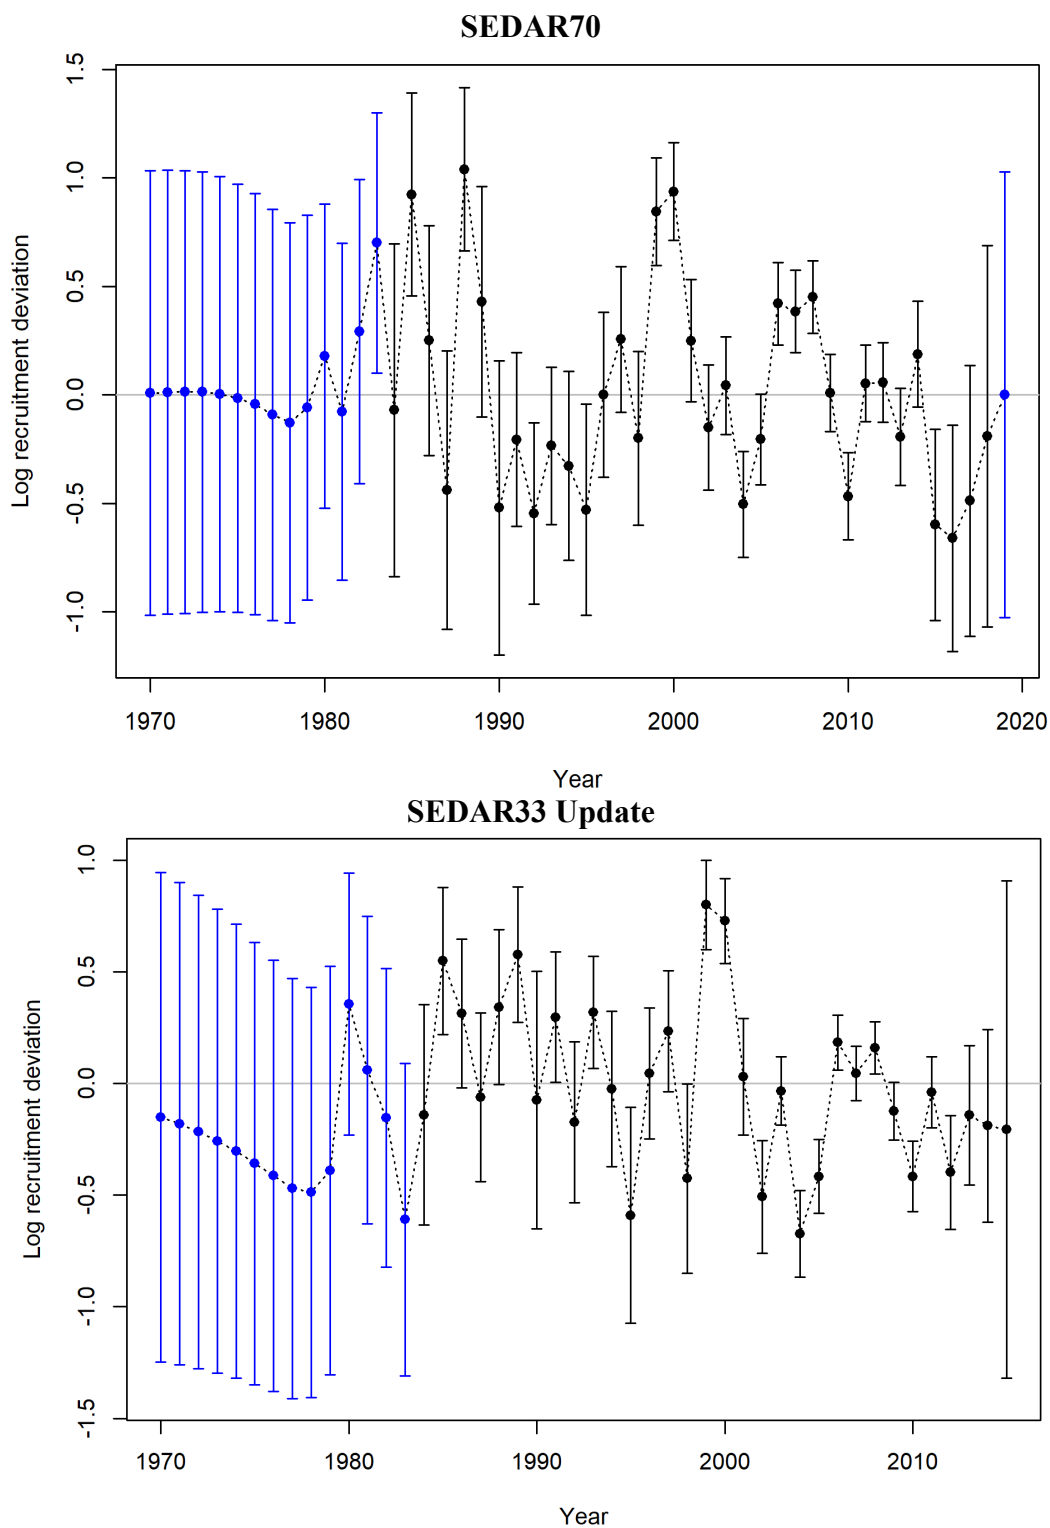 SEDAR70
1.5
1.0
0.5
0.0
-0.5
-1.0
Log recruitment deviation
1970 1980 1990 2000 2010 2020
Year
SEDAR33 Update
1.0
0.5
0.0
-0.5
-1.0
-1.5
Log recruitment deviation
1970 1980 1990 2000 2010
Year